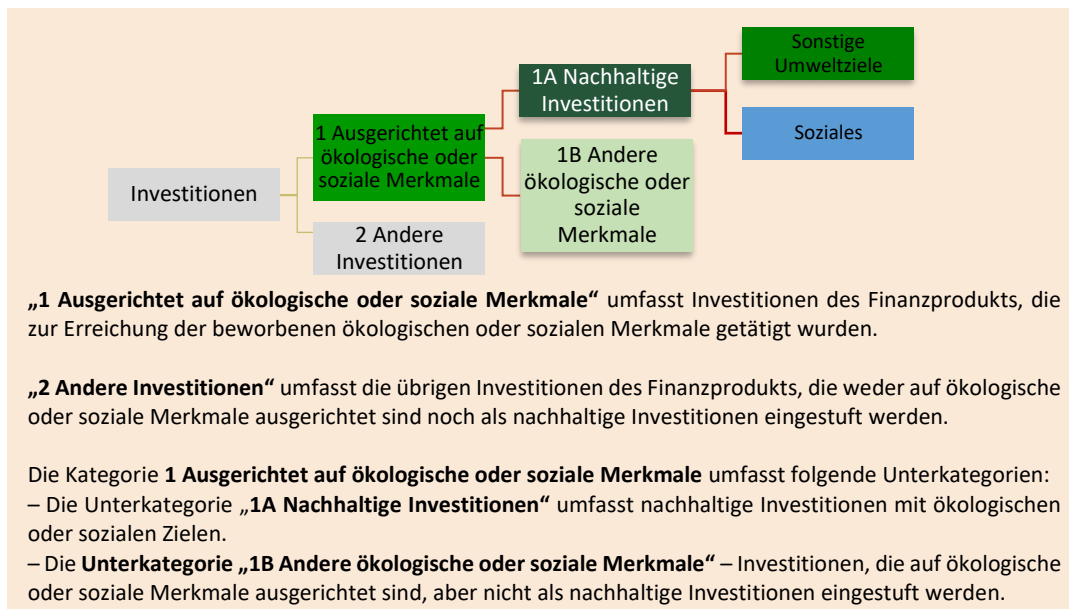 Sonstige
Umweltziele
1A Nachhaltige
Investitionen
Soziales
1 Ausgerichtet auf
ökologische oder
soziale Merkmale
1B Andere
ökologische oder
soziale
Merkmale
Investitionen
2 Andere
Investitionen
„1 Ausgerichtet auf ökologische oder soziale Merkmale“ umfasst Investitionen des Finanzprodukts, die
zur Erreichung der beworbenen ökologischen oder sozialen Merkmale getätigt wurden.
„2 Andere Investitionen“ umfasst die übrigen Investitionen des Finanzprodukts, die weder auf ökologische
oder soziale Merkmale ausgerichtet sind noch als nachhaltige Investitionen eingestuft werden.
Die Kategorie 1 Ausgerichtet auf ökologische oder soziale Merkmale umfasst folgende Unterkategorien:
– Die Unterkategorie „1A Nachhaltige Investitionen“ umfasst nachhaltige Investitionen mit ökologischen
oder sozialen Zielen.
– Die Unterkategorie „1B Andere ökologische oder soziale Merkmale“ – Investitionen, die auf ökologische
oder soziale Merkmale ausgerichtet sind, aber nicht als nachhaltige Investitionen eingestuft werden.